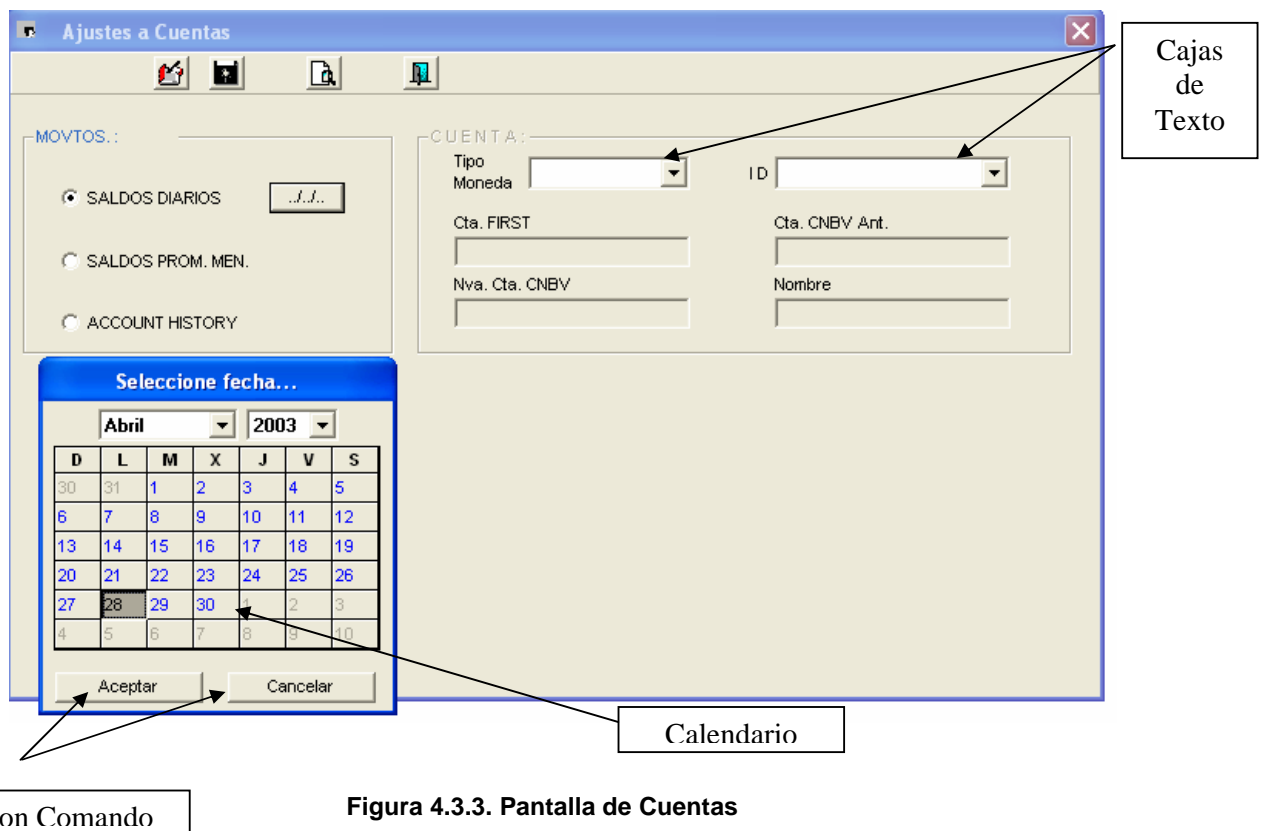 Ajustes a Cuentas
Cajas
de
Texto
MOVTOS.:
SALDOS DIARIOS
../../..
SALDOS PROM. MEN.
ACCOUNT HISTORY
CUENTA:
Tipo
Moneda
ID
Cta. FIRST
Cta. CNBV Ant.
Nva. Cta. CNBV
Nombre
Seleccione fecha...
Abril 2003
D L M X J V S
30 31 1 2 3 4 5
6 7 8 9 10 11 12
13 14 15 16 17 18 19
20 21 22 23 24 25 26
27 28 29 30 1 2 3
4 5 6 7 8 9 10
Aceptar Cancelar
Calendario
on Comando
Figura 4.3.3. Pantalla de Cuentas